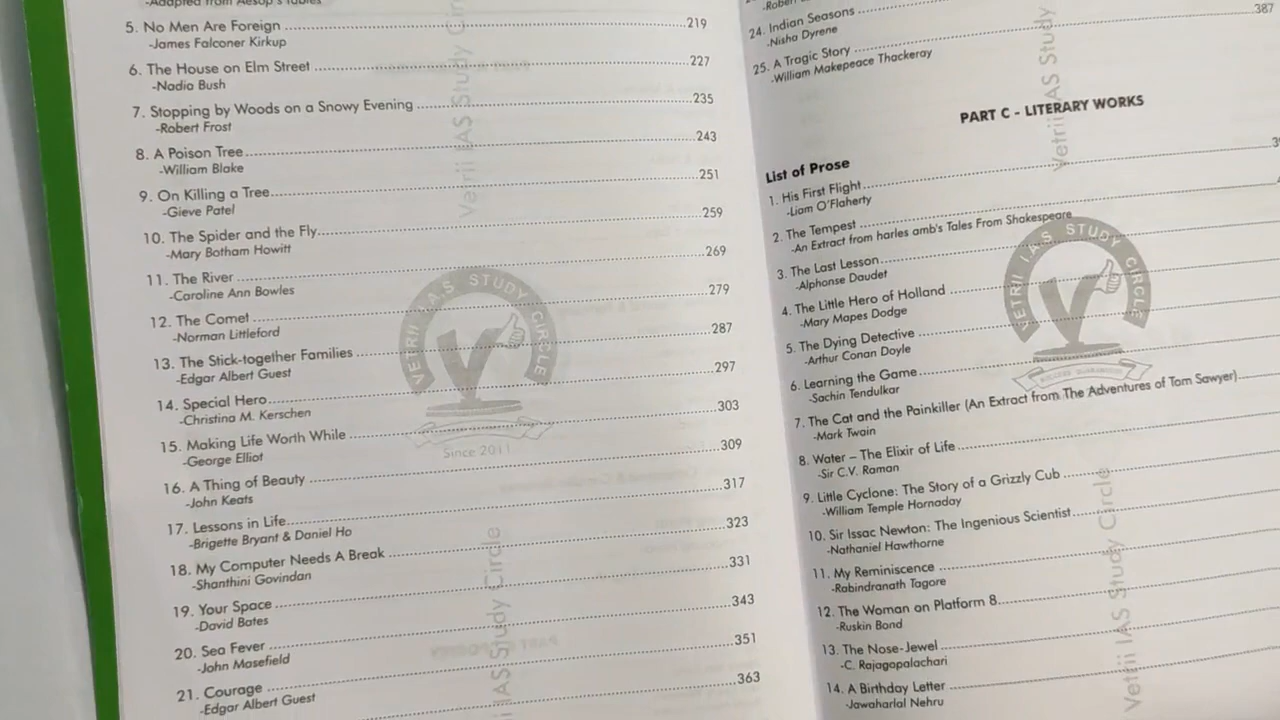 -Adapted from Aesop's fables
5. No Men Are Foreign ........ 219
-James Falconer Kirkup
6. The House on Elm Street ........ 227
-Nadia Bush
7. Stopping by Woods on a Snowy Evening ........ 235
-Robert Frost
8. A Poison Tree ........ 243
-William Blake
9. On Killing a Tree ........ 251
-Gieve Patel
10. The Spider and the Fly ........ 259
-Mary Botham Howitt
11. The River ........ 269
-Caroline Ann Bowles
12. The Comet ........ 279
-Norman Littleford
13. The Stick-together Families ........ 287
-Edgar Albert Guest
14. Special Hero ........ 297
-Christina M. Kerschen
15. Making Life Worth While ........ 303
-George Elliot
16. A Thing of Beauty ........ 309
-John Keats
17. Lessons in Life ........ 317
-Brigette Bryant & Daniel Ho
18. My Computer Needs A Break ........ 323
-Shanthini Govindan
19. Your Space ........ 331
-David Bates
20. Sea Fever ........ 343
-John Masefield
21. Courage ........ 351
-Edgar Albert Guest
363
24. Indian Seasons
-Nisha Dyrene
25. A Tragic Story ........ 387
-William Makepeace Thackeray
PART C - LITERARY WORKS
List of Prose
1. His First Flight
-Liam O'Flaherty
2. The Tempest
-An Extract from harles amb's Tales From Shakespeare
3. The Last Lesson
-Alphonse Daudet
4. The Little Hero of Holland
-Mary Mapes Dodge
5. The Dying Detective
-Arthur Conan Doyle
6. Learning the Game
-Sachin Tendulkar
7. The Cat and the Painkiller (An Extract from The Adventures of Tom Sawyer)
-Mark Twain
8. Water – The Elixir of Life
-Sir C.V. Raman
9. Little Cyclone: The Story of a Grizzly Cub
-William Temple Hornaday
10. Sir Issac Newton: The Ingenious Scientist
-Nathaniel Hawthorne
11. My Reminiscence
-Rabindranath Tagore
12. The Woman on Platform 8
-Ruskin Bond
13. The Nose-Jewel
-C. Rajagopalachari
14. A Birthday Letter
-Jawaharlal Nehru
VETRII I.A.S STUDY CIRCLE
Since 2011
VETRII I.A.S STUDY CIRCLE
Vetrii IAS Study Circle
Vetrii IAS Study Circle
Vetrii IAS Study
Vetrii IAS Study Circle